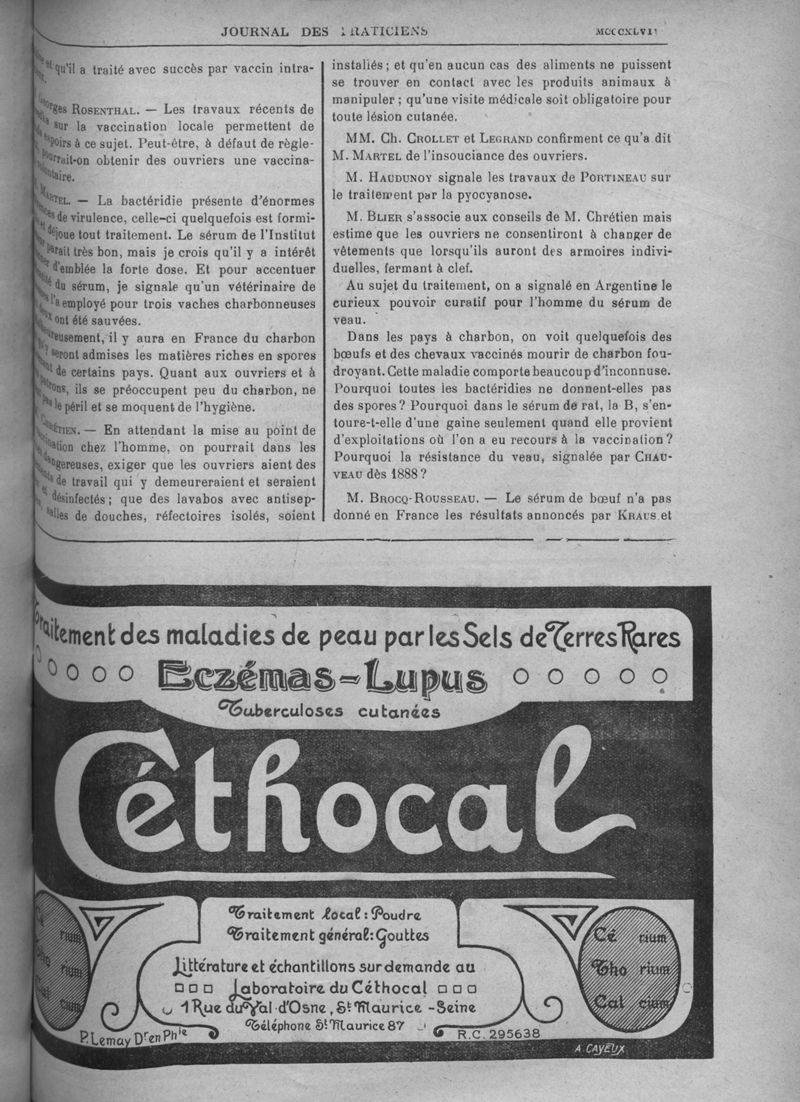 JOURNAL DES PRATICIENS
MCCCXLVII
qu'il a traité avec succès par vaccin intra-
ROSENTHAL. — Les travaux récents de
sur la vaccination locale permettent de
à ce sujet. Peut-être, à défaut de règle-
obtenir des ouvriers une vaccina-
— La bactéridie présente d'énormes
de virulence, celle-ci quelquefois est formi-
tout traitement. Le sérum de l'Institut
très bon, mais je crois qu'il y a intérêt
d'emblée la forte dose. Et pour accentuer
du sérum, je signale qu'un vétérinaire de
l'a employé pour trois vaches charbonneuses
ont été sauvées.
il y aura en France du charbon
seront admises les matières riches en spores
de certains pays. Quant aux ouvriers et à
ils se préoccupent peu du charbon, ne
le péril et se moquent de l'hygiène.
— En attendant la mise au point de
chez l'homme, on pourrait dans les
exiger que les ouvriers aient des
de travail qui y demeureraient et seraient
désinfectés ; que des lavabos avec antisep-
de douches, réfectoires isolés, soient
installés ; et qu'en aucun cas des aliments ne puissent
se trouver en contact avec les produits animaux à
manipuler ; qu'une visite médicale soit obligatoire pour
toute lésion cutanée.
MM. Ch. CROLLET et LEGRAND confirment ce qu'a dit
M. MARTEL de l'insouciance des ouvriers.
M. HAUDUNOY signale les travaux de PORTINEAU sur
le traitement par la pyocyanose.
M. BLIER s'associe aux conseils de M. Chrétien mais
estime que les ouvriers ne consentiront à changer de
vêtements que lorsqu'ils auront des armoires indivi-
duelles, fermant à clef.
Au sujet du traitement, on a signalé en Argentine le
curieux pouvoir curatif pour l'homme du sérum de
veau.
Dans les pays à charbon, on voit quelquefois des
bœufs et des chevaux vaccinés mourir de charbon fou-
droyant. Cette maladie comporte beaucoup d'inconnuse.
Pourquoi toutes les bactéridies ne donnent-elles pas
des spores ? Pourquoi dans le sérum de rat, la B, s'en-
toure-t-elle d'une gaine seulement quand elle provient
d'exploitations où l'on a eu recours à la vaccination ?
Pourquoi la résistance du veau, signalée par CHAU-
VEAU dès 1888 ?
M. BROCQ-ROUSSEAU. — Le sérum de bœuf n'a pas
donné en France les résultats annoncés par KRAUS et
Traitement des maladies de peau par les Sels de Terres Rares
Eczémas-Lupus
Tuberculoses cutanées
Céthocal
Traitement local : Poudre
Traitement général : Gouttes
Littérature et échantillons sur demande au
Laboratoire du Céthocal
1 Rue du Val d'Osne, St Maurice - Seine
Téléphone St Maurice 87
Cé rium
Tho rium
Cal cium
Cé rium
Tho rium
Cal cium
P. Lemay Dr en Phie
R.C. 295638
A. CAYEUX